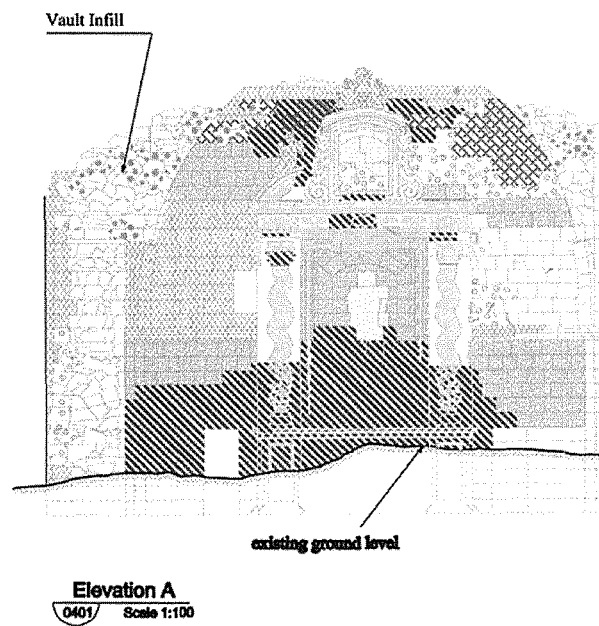 Vault Infill
existing ground level
Elevation A
0401 Scale 1:100